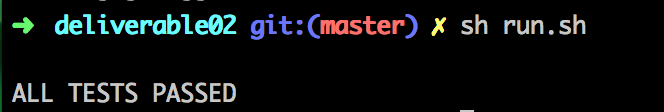 ➜ deliverable02 git:(master) ✗ sh run.sh
ALL TESTS PASSED